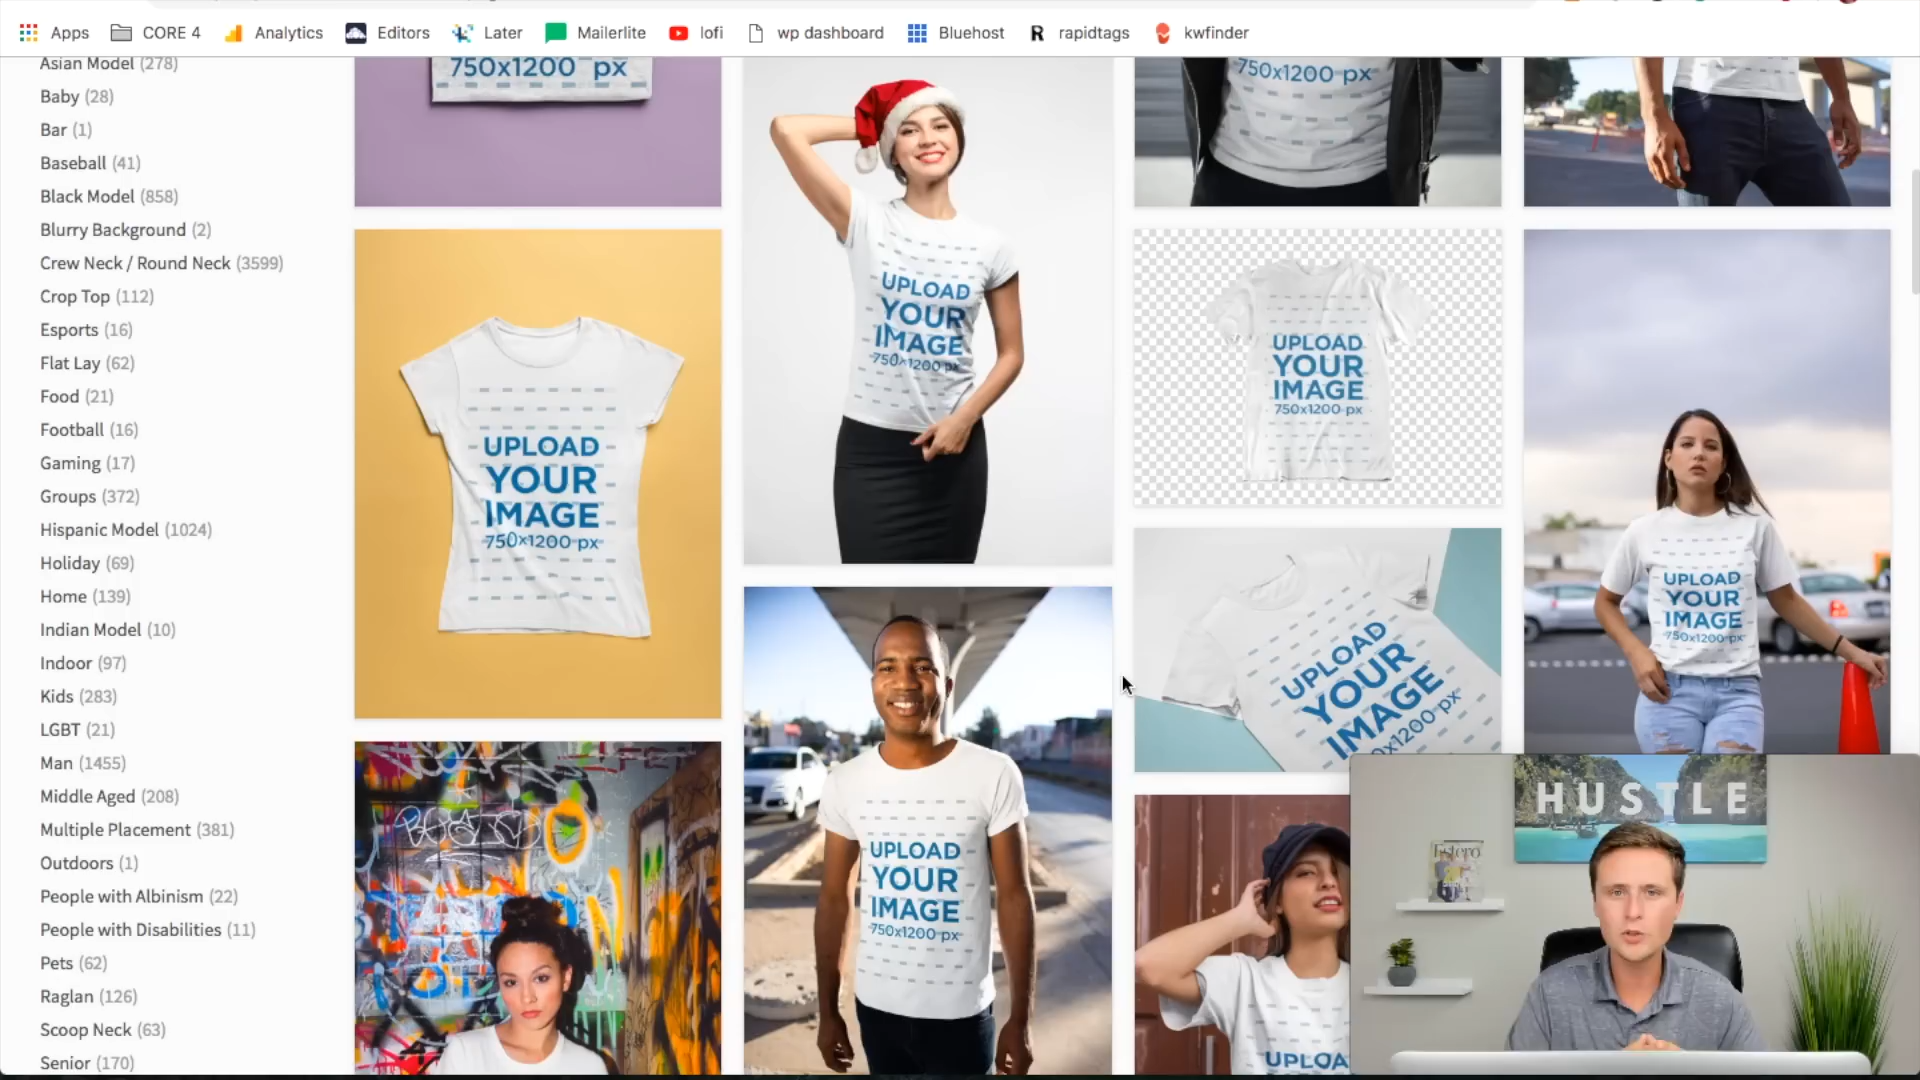 Apps
CORE 4
Analytics
Editors
Later
Mailerlite
lofi
wp dashboard
Bluehost
R rapidtags
kwfinder
Asian Model (278)
Baby (28)
Bar (1)
Baseball (41)
Black Model (858)
Blurry Background (2)
Crew Neck / Round Neck (3599)
Crop Top (112)
Esports (16)
Flat Lay (62)
Food (21)
Football (16)
Gaming (17)
Groups (372)
Hispanic Model (1024)
Holiday (69)
Home (139)
Indian Model (10)
Indoor (97)
Kids (283)
LGBT (21)
Man (1455)
Middle Aged (208)
Multiple Placement (381)
Outdoors (1)
People with Albinism (22)
People with Disabilities (11)
Pets (62)
Raglan (126)
Scoop Neck (63)
Senior (170)
750x1200 px
UPLOAD
YOUR
IMAGE
750x1200 px
UPLOAD
YOUR
IMAGE
750x1200 px
UPLOAD
YOUR
IMAGE
750x1200 px
750x1200 px
UPLOAD
YOUR
IMAGE
750x1200 px
UPLOAD
YOUR
IMAGE
0x1200 px
UPLOA
UPLOAD
YOUR
IMAGE
750x1200 px
HUSTLE